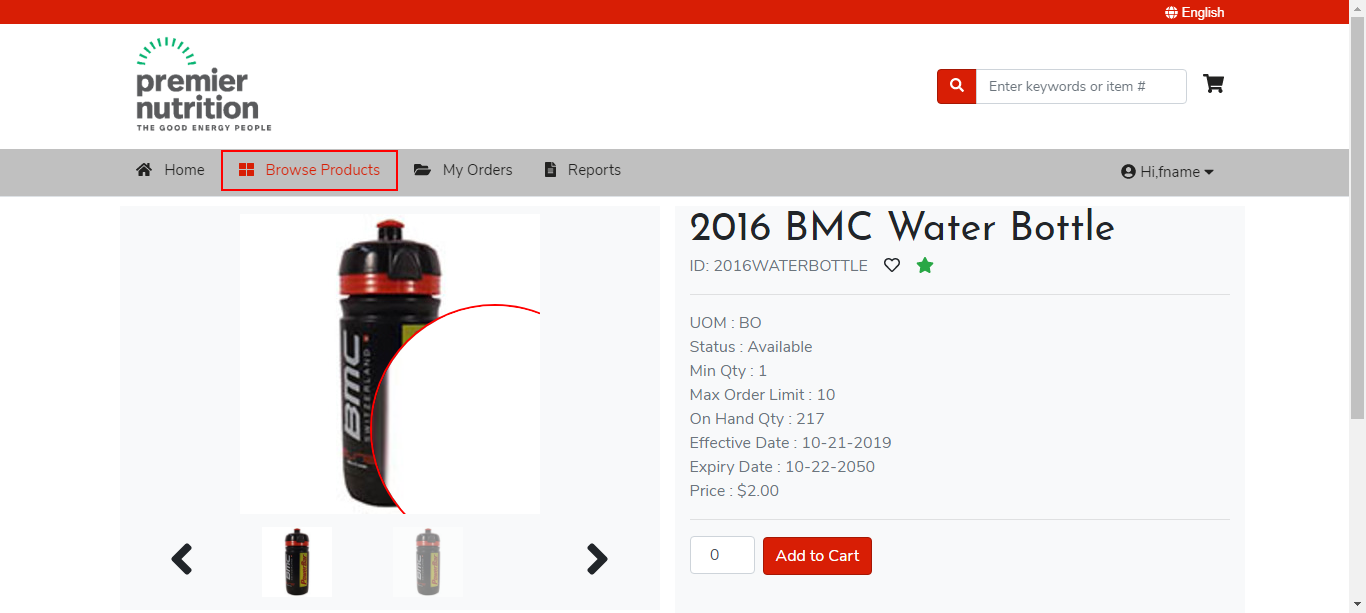 English
premier
nutrition
THE GOOD ENERGY PEOPLE
Enter keywords or item #
Home
Browse Products
My Orders
Reports
Hi,fname
2016 BMC Water Bottle
ID: 2016WATERBOTTLE
BMC
SWITZERLAND
UOM : BO
Status : Available
Min Qty : 1
Max Order Limit : 10
On Hand Qty : 217
Effective Date : 10-21-2019
Expiry Date : 10-22-2050
Price : $2.00
0
Add to Cart
BMC